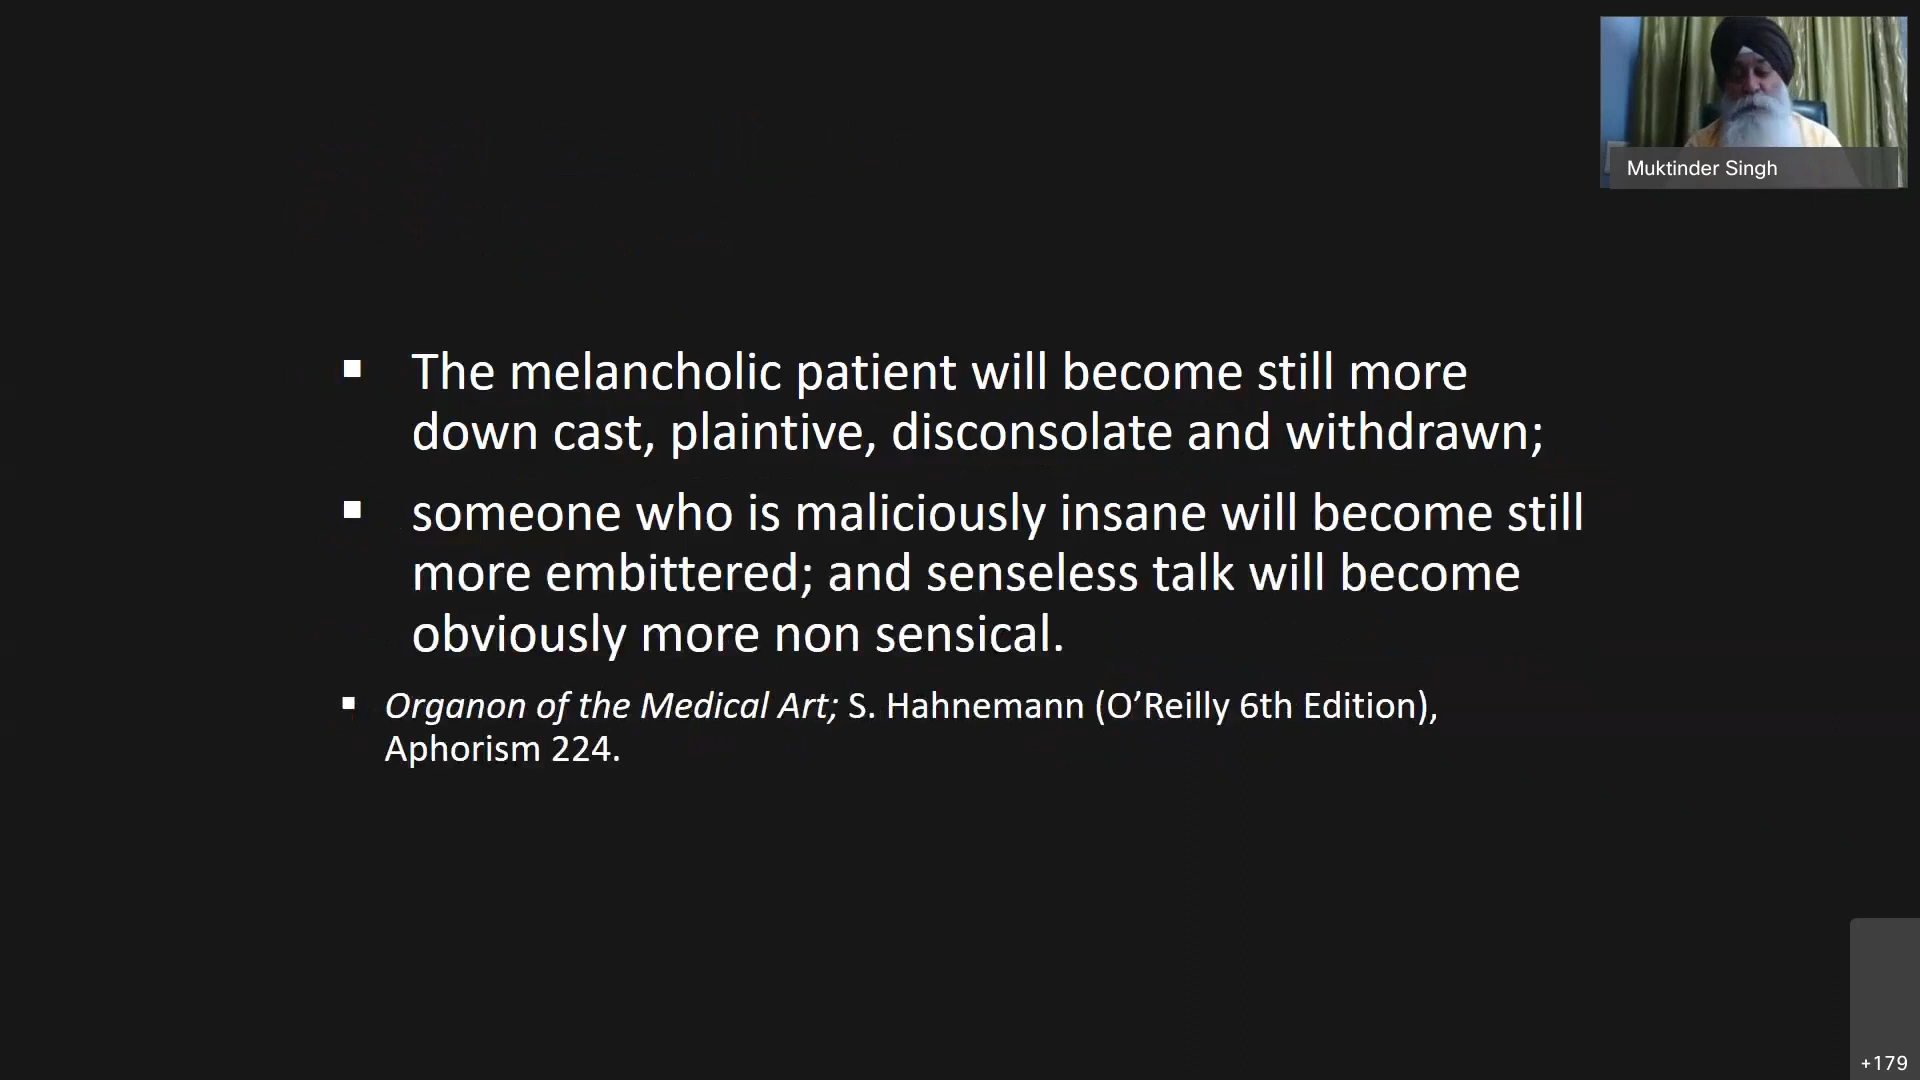 Muktinder Singh
▪ The melancholic patient will become still more
down cast, plaintive, disconsolate and withdrawn;
▪ someone who is maliciously insane will become still
more embittered; and senseless talk will become
obviously more non sensical.
▪ Organon of the Medical Art; S. Hahnemann (O’Reilly 6th Edition),
Aphorism 224.
+179